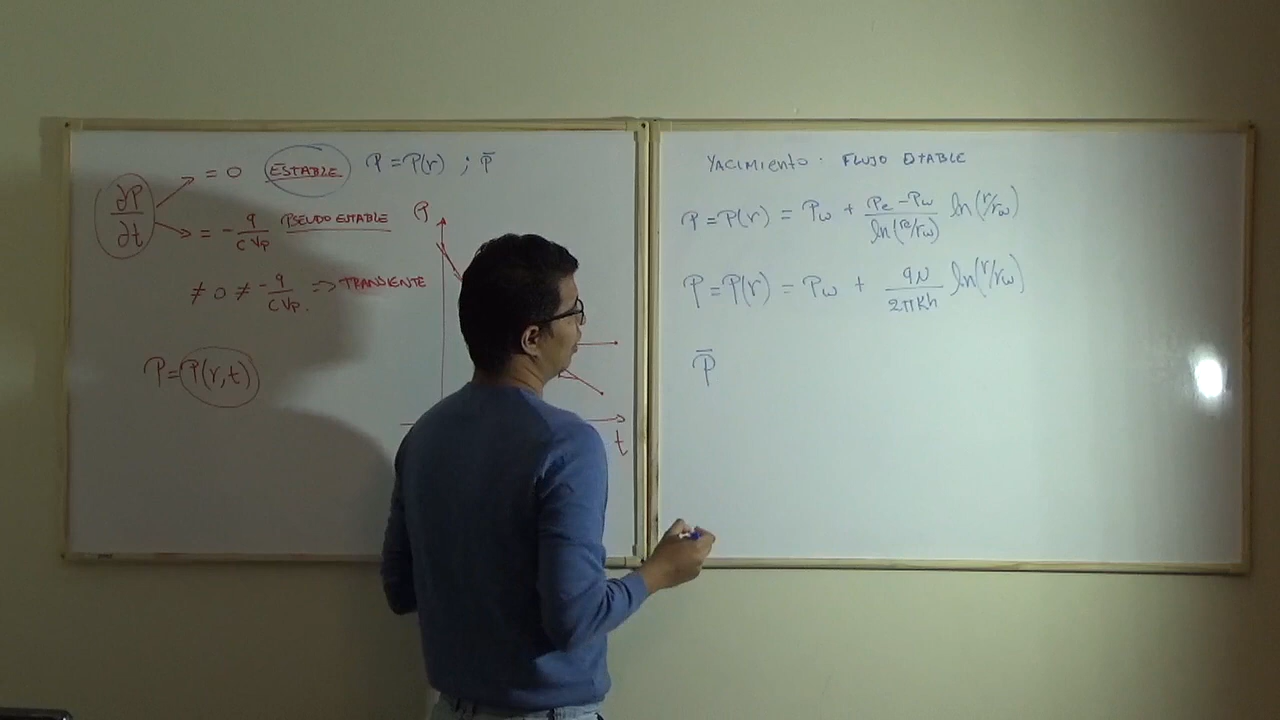 ∂P/∂t
= 0 ESTABLE P = P(r) ; P̄
= - q/(c Vp) PSEUDO ESTABLE
≠ 0 ≠ - q/(c Vp). => TRANSIENTE
P = P(r,t)
P
t
YACIMIENTO. FLUJO ESTABLE
P = P(r) = Pw + (Pe - Pw)/(ln(re/rw)) ln(r/rw)
P = P(r) = Pw + (qμ)/(2πKh) ln(r/rw)
P̄